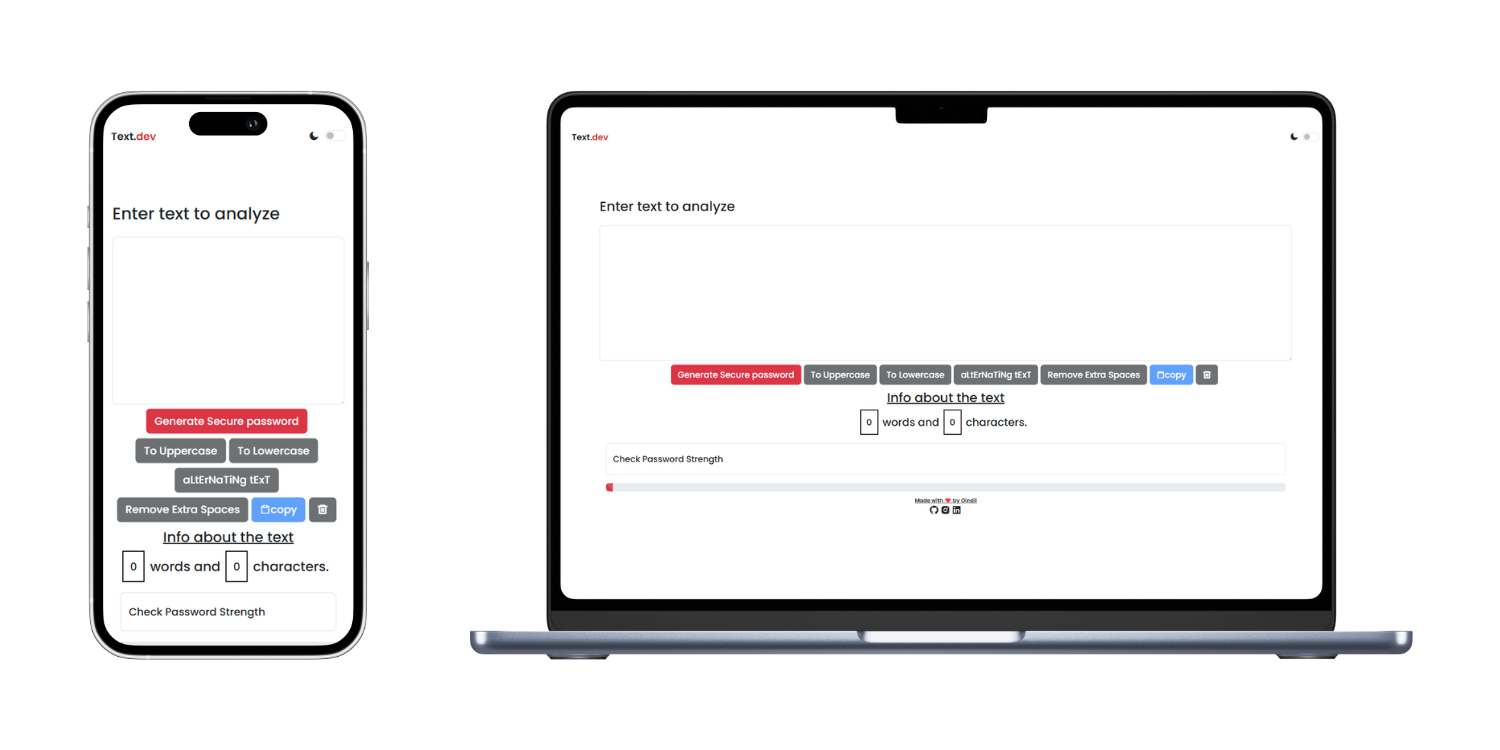 Text.dev
Enter text to analyze
Generate Secure password
To Uppercase To Lowercase
aLtErNaTiNg tExT
Remove Extra Spaces copy
Info about the text
0 words and 0 characters.
Check Password Strength
Text.dev
Enter text to analyze
Generate Secure password To Uppercase To Lowercase aLtErNaTiNg tExT Remove Extra Spaces copy
Info about the text
0 words and 0 characters.
Check Password Strength
Made with ❤ by Oindil